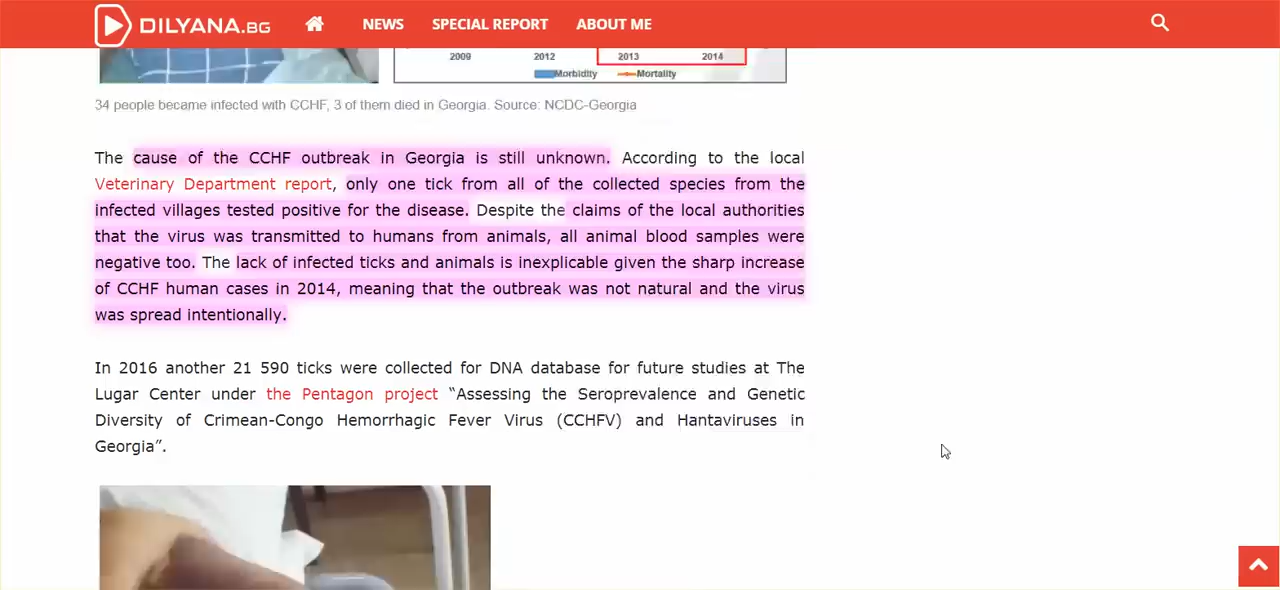 DILYANA.BG
NEWS
SPECIAL REPORT
ABOUT ME
2009 2012 2013 2014
Morbidity Mortality
34 people became infected with CCHF, 3 of them died in Georgia. Source: NCDC-Georgia
The cause of the CCHF outbreak in Georgia is still unknown. According to the local
Veterinary Department report, only one tick from all of the collected species from the
infected villages tested positive for the disease. Despite the claims of the local authorities
that the virus was transmitted to humans from animals, all animal blood samples were
negative too. The lack of infected ticks and animals is inexplicable given the sharp increase
of CCHF human cases in 2014, meaning that the outbreak was not natural and the virus
was spread intentionally.
In 2016 another 21 590 ticks were collected for DNA database for future studies at The
Lugar Center under the Pentagon project “Assessing the Seroprevalence and Genetic
Diversity of Crimean-Congo Hemorrhagic Fever Virus (CCHFV) and Hantaviruses in
Georgia”.